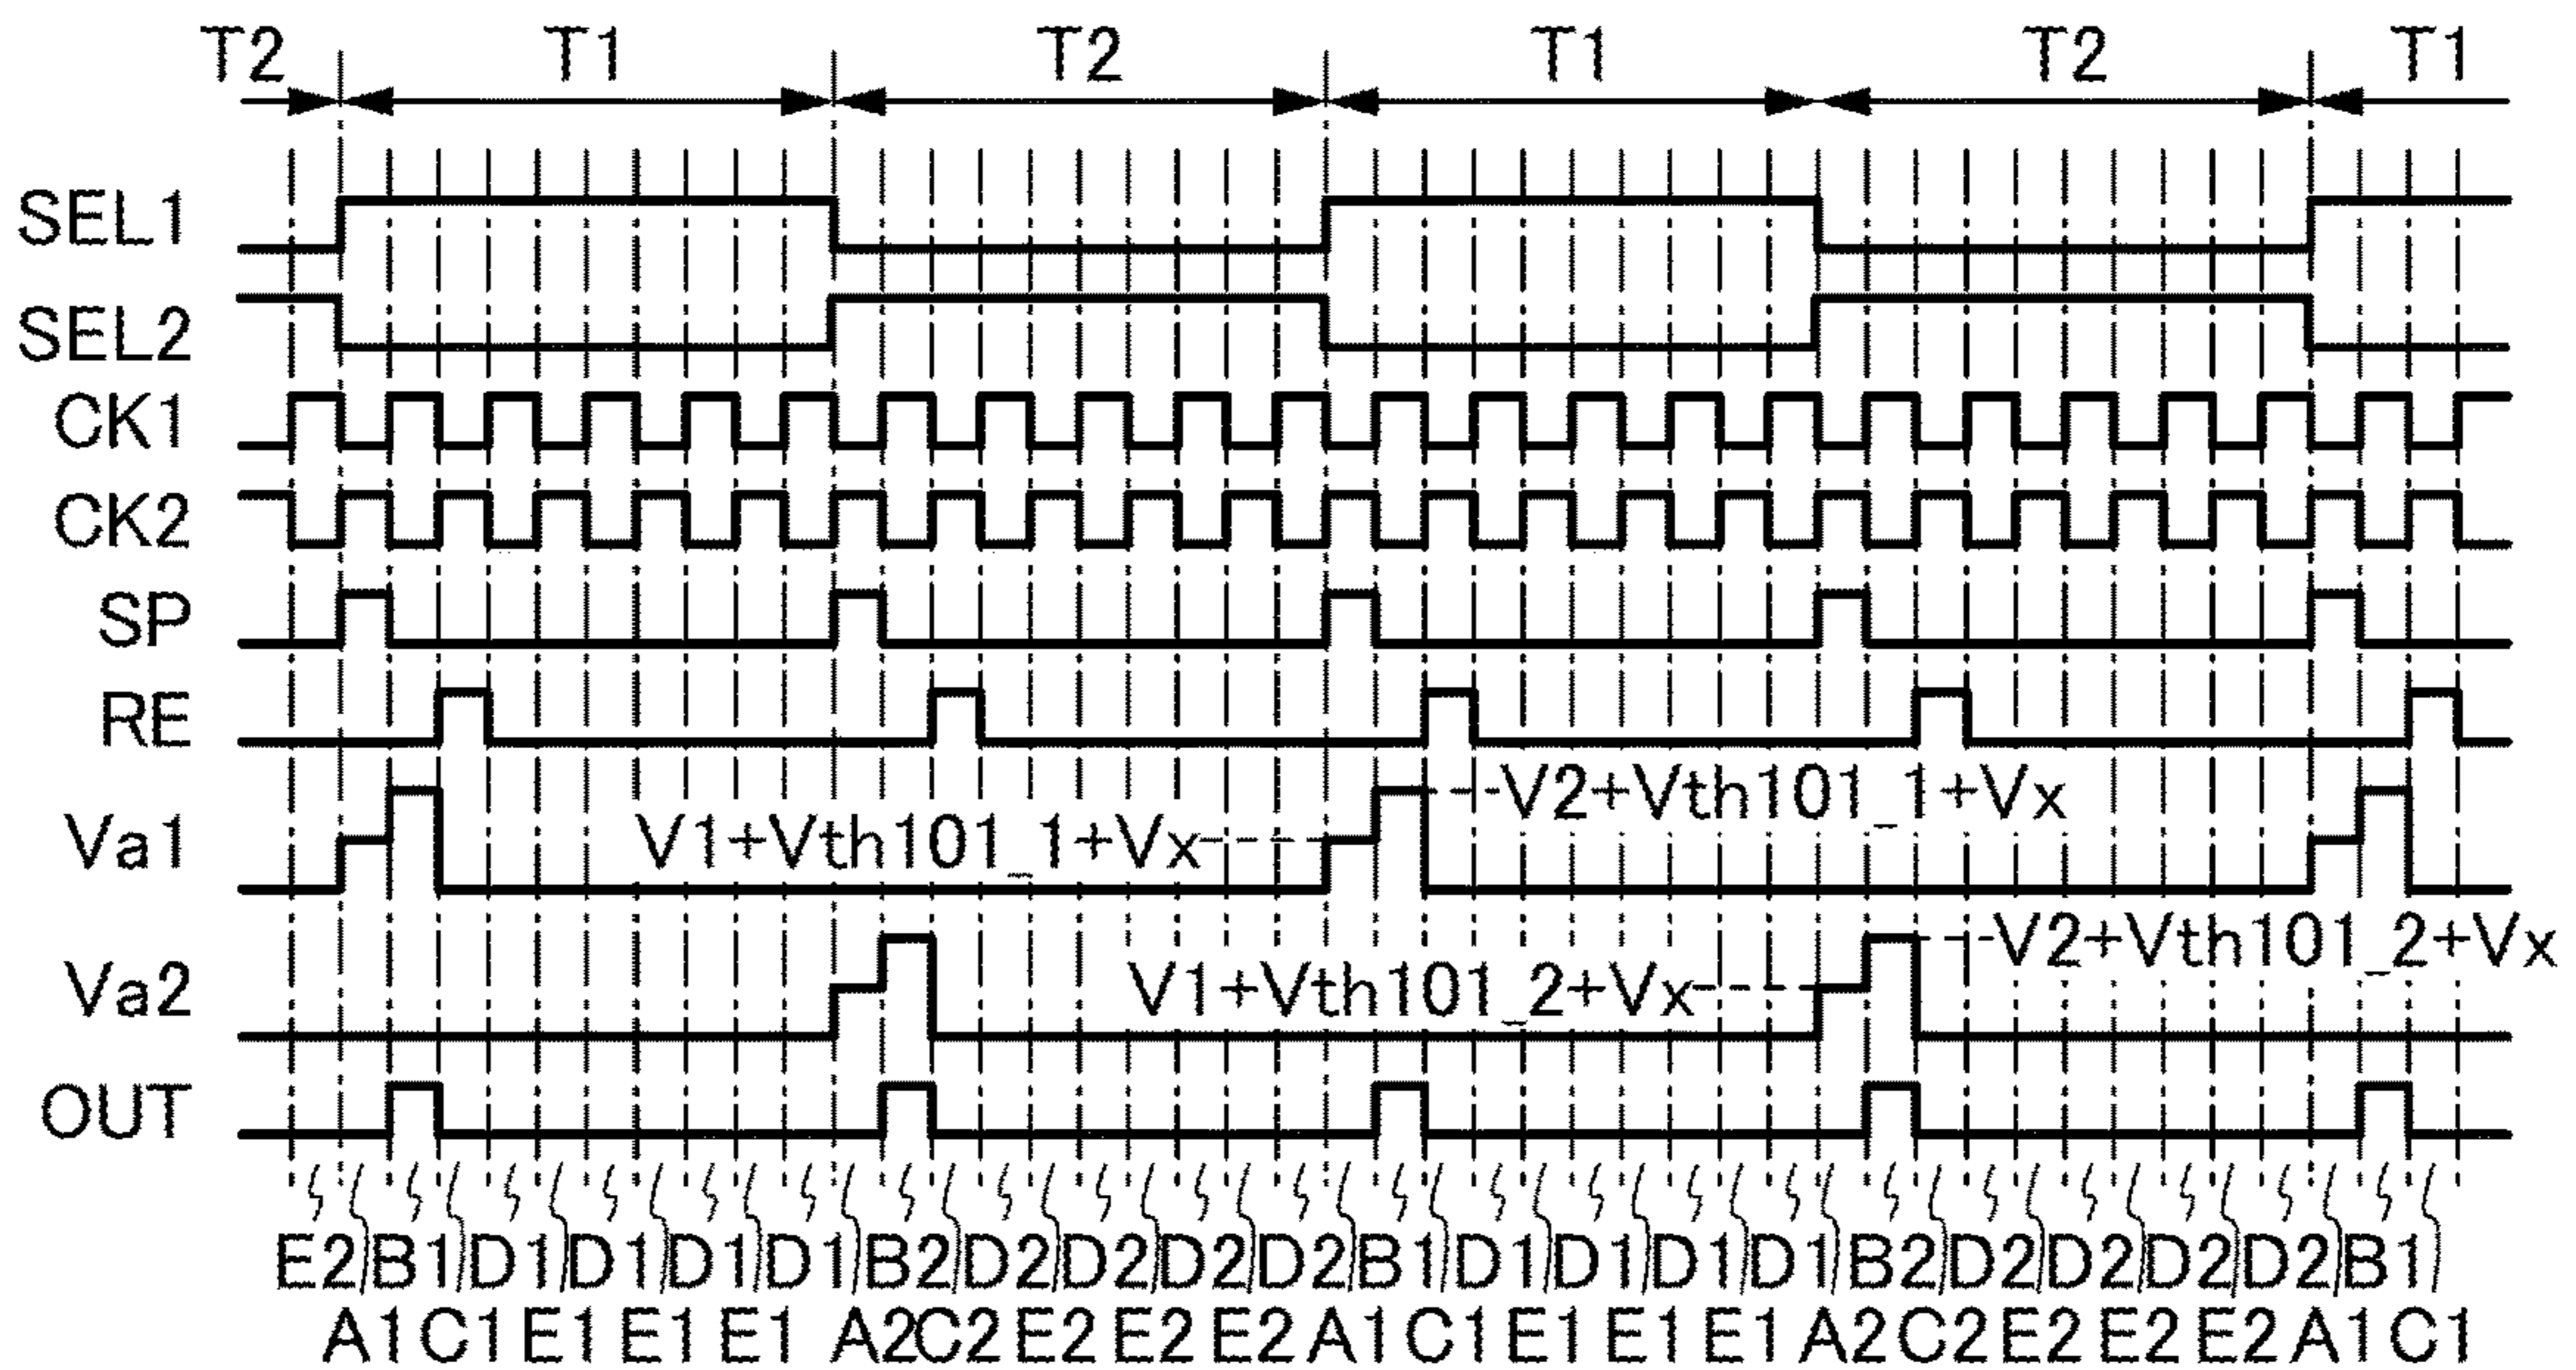 T2 T1 T2 T1 T2 T1
SEL1
SEL2
CK1
CK2
SP
RE
V2+Vth101_1+Vx
Va1 V1+Vth101_1+Vx
V2+Vth101_2+Vx
Va2 V1+Vth101_2+Vx
OUT
E2 B1 D1 D1 D1 D1 B2 D2 D2 D2 D2 B1 D1 D1 D1 D1 B2 D2 D2 D2 D2 B1
A1 C1 E1 E1 E1 A2 C2 E2 E2 E2 A1 C1 E1 E1 E1 A2 C2 E2 E2 E2 A1 C1